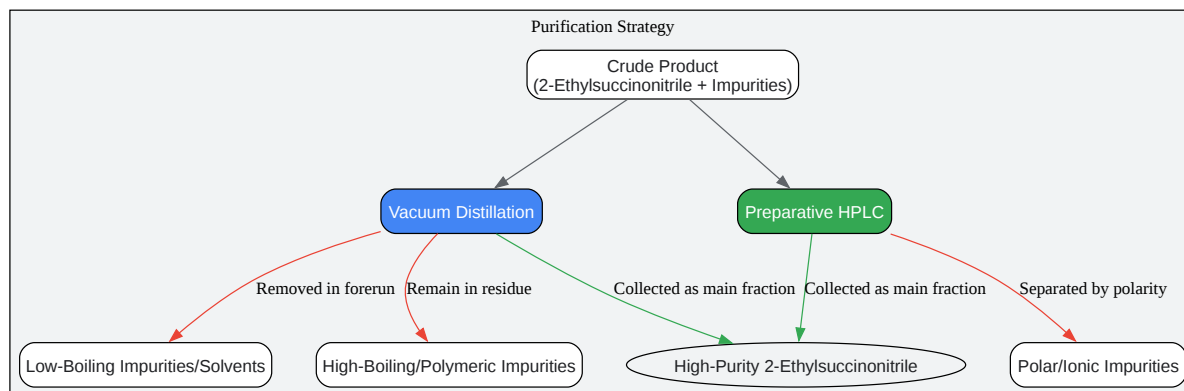 Purification Strategy
Crude Product
(2-Ethylsuccinonitrile + Impurities)
Vacuum Distillation
Preparative HPLC
Removed in forerun
Remain in residue
Collected as main fraction
Collected as main fraction
Separated by polarity
Low-Boiling Impurities/Solvents
High-Boiling/Polymeric Impurities
High-Purity 2-Ethylsuccinonitrile
Polar/Ionic Impurities